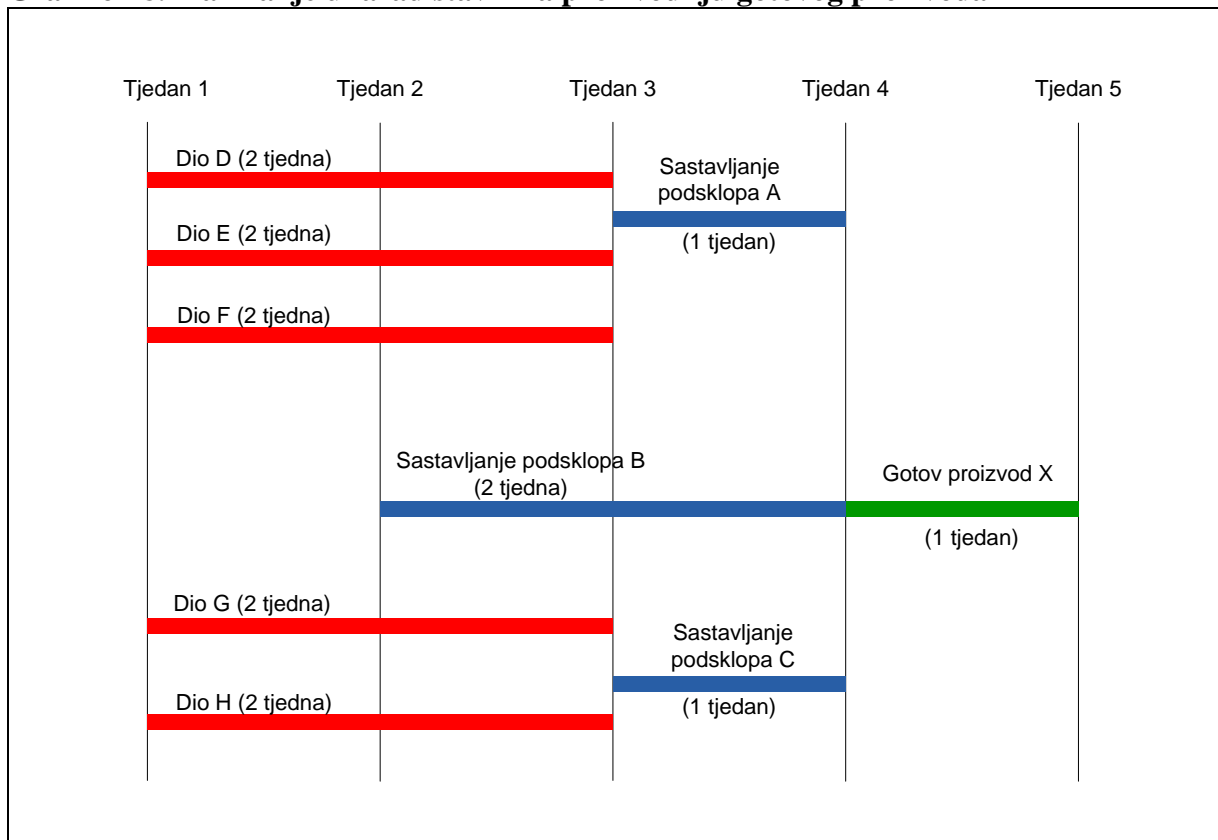 Tjedan 1 Tjedan 2 Tjedan 3 Tjedan 4 Tjedan 5
Dio D (2 tjedna)
Sastavljanje
podsklopa A
(1 tjedan)
Dio E (2 tjedna)
Dio F (2 tjedna)
Sastavljanje podsklopa B
(2 tjedna)
Gotov proizvod X
(1 tjedan)
Dio G (2 tjedna)
Sastavljanje
podsklopa C
(1 tjedan)
Dio H (2 tjedna)